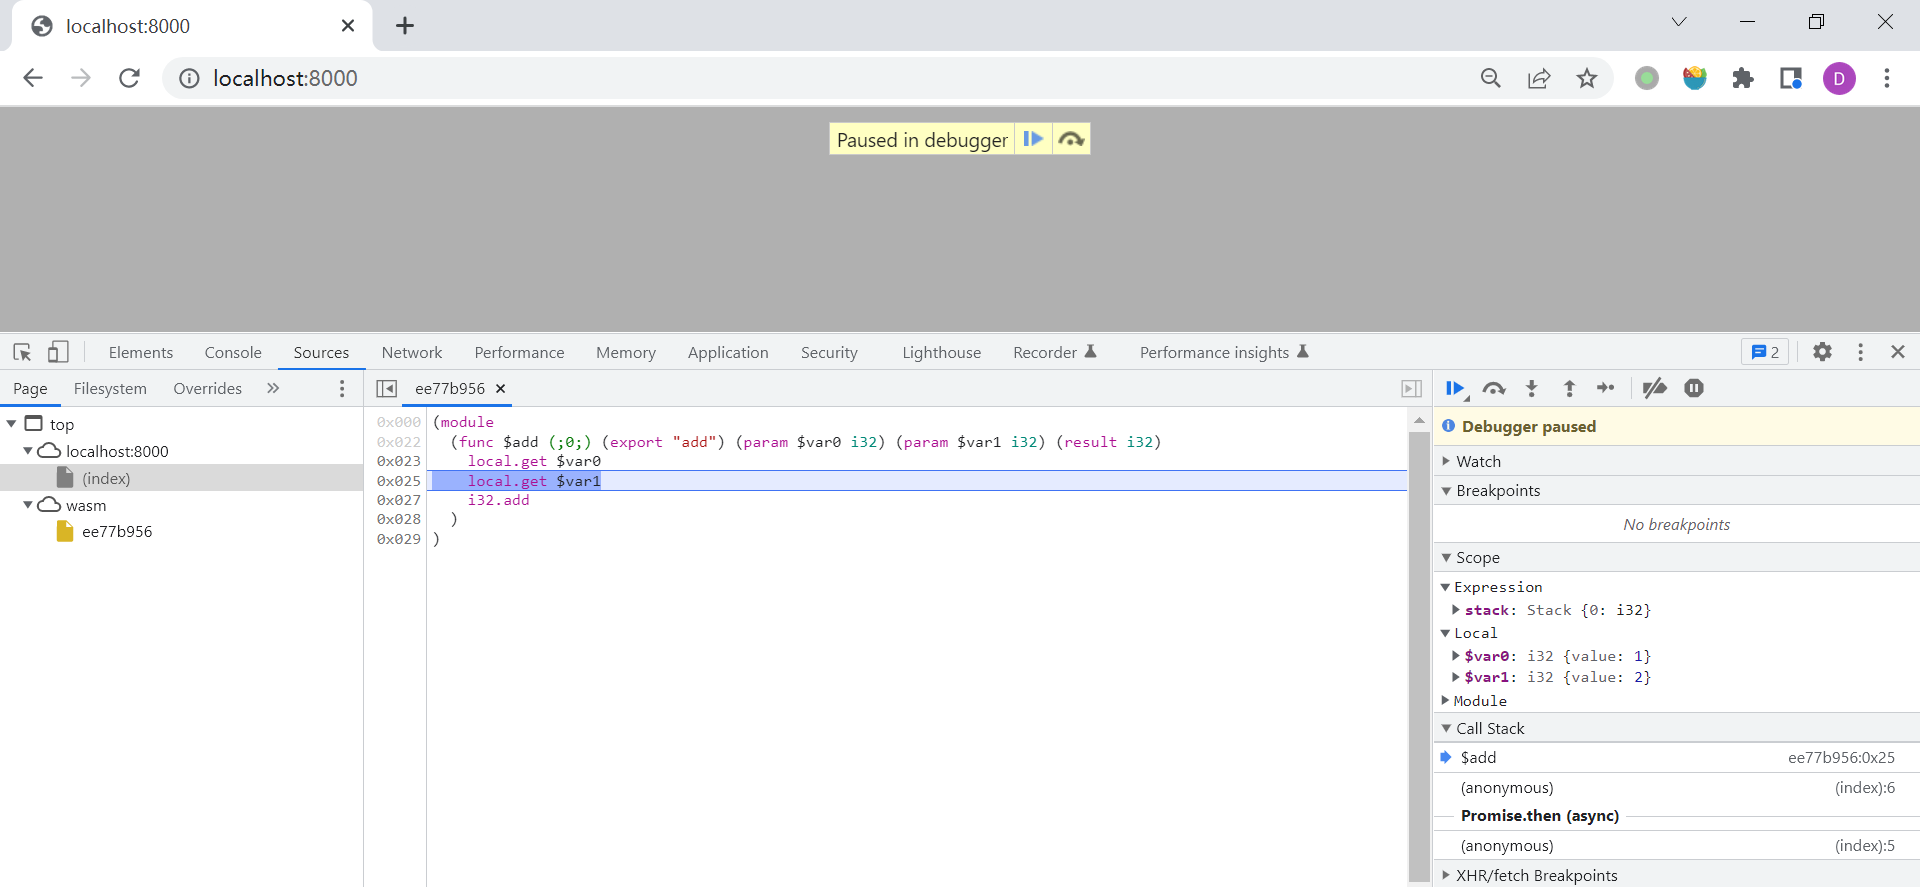 localhost:8000
localhost:8000
D
Paused in debugger
Elements Console Sources Network Performance Memory Application Security Lighthouse Recorder Performance insights 2
Page Filesystem Overrides
ee77b956
top
localhost:8000
(index)
wasm
ee77b956
0x000 (module
0x022 (func $add (;0;) (export "add") (param $var0 i32) (param $var1 i32) (result i32)
0x023 local.get $var0
0x025 local.get $var1
0x027 i32.add
0x028 )
0x029 )
Debugger paused
Watch
Breakpoints
No breakpoints
Scope
Expression
stack: Stack {0: i32}
Local
$var0: i32 {value: 1}
$var1: i32 {value: 2}
Module
Call Stack
$add ee77b956:0x25
(anonymous) (index):6
Promise.then (async)
(anonymous) (index):5
XHR/fetch Breakpoints